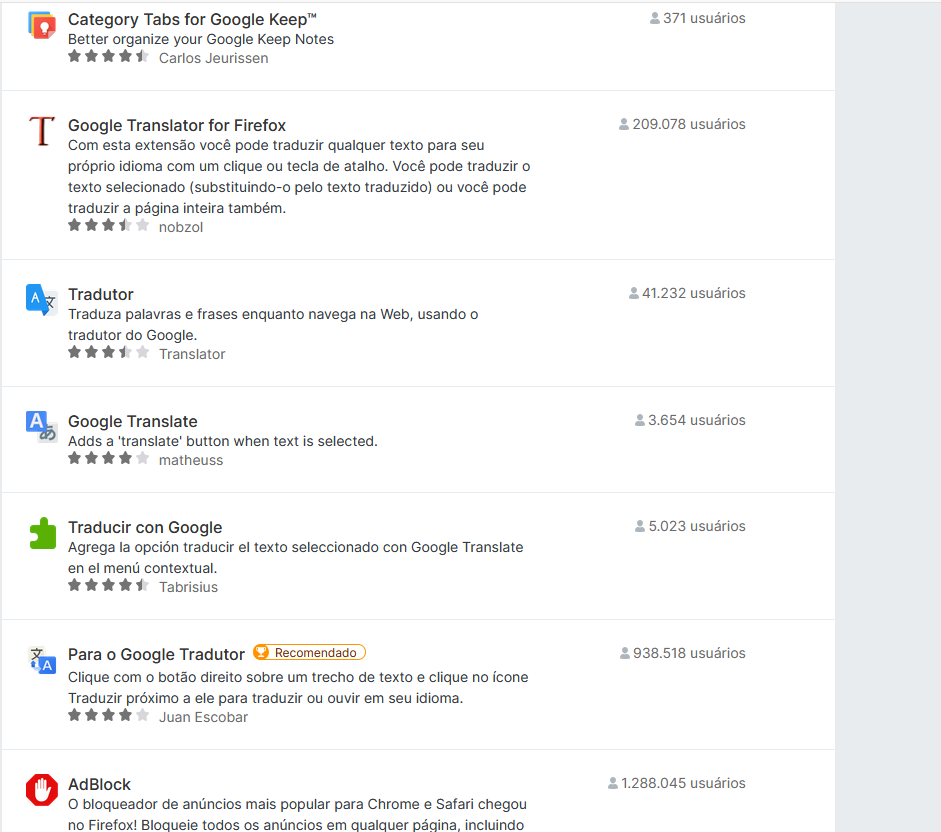 Category Tabs for Google Keep™
371 usuários
Better organize your Google Keep Notes
Carlos Jeurissen
Google Translator for Firefox
209.078 usuários
Com esta extensão você pode traduzir qualquer texto para seu
próprio idioma com um clique ou tecla de atalho. Você pode traduzir o
texto selecionado (substituindo-o pelo texto traduzido) ou você pode
traduzir a página inteira também.
nobzol
Tradutor
41.232 usuários
Traduza palavras e frases enquanto navega na Web, usando o
tradutor do Google.
Translator
Google Translate
3.654 usuários
Adds a 'translate' button when text is selected.
matheuss
Traducir con Google
5.023 usuários
Agrega la opción traducir el texto seleccionado con Google Translate
en el menú contextual.
Tabrisius
Para o Google Tradutor Recomendado
938.518 usuários
Clique com o botão direito sobre um trecho de texto e clique no ícone
Traduzir próximo a ele para traduzir ou ouvir em seu idioma.
Juan Escobar
AdBlock
1.288.045 usuários
O bloqueador de anúncios mais popular para Chrome e Safari chegou
no Firefox! Bloqueie todos os anúncios em qualquer página, incluindo